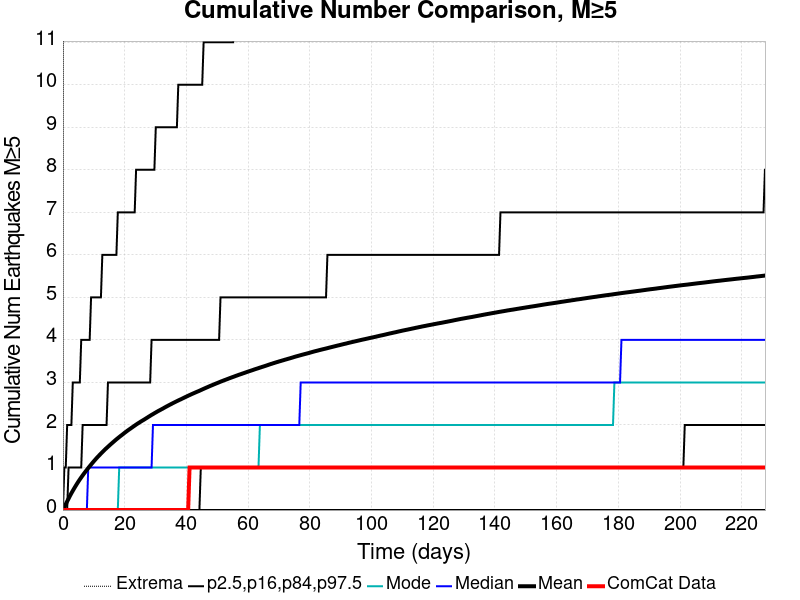 Cumulative Number Comparison, M≥5
Cumulative Num Earthquakes M≥5
11
10
9
8
7
6
5
4
3
2
1
0
0 20 40 60 80 100 120 140 160 180 200 220
Time (days)
Extrema p2.5,p16,p84,p97.5 Mode Median Mean ComCat Data